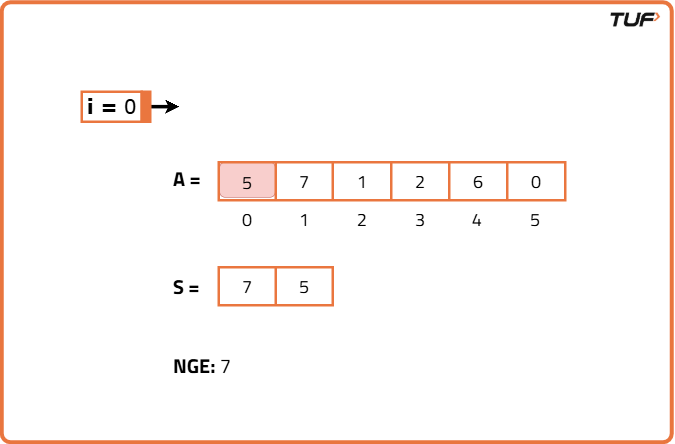 TUF
i = 0
A = 5 7 1 2 6 0
0 1 2 3 4 5
S = 7 5
NGE: 7